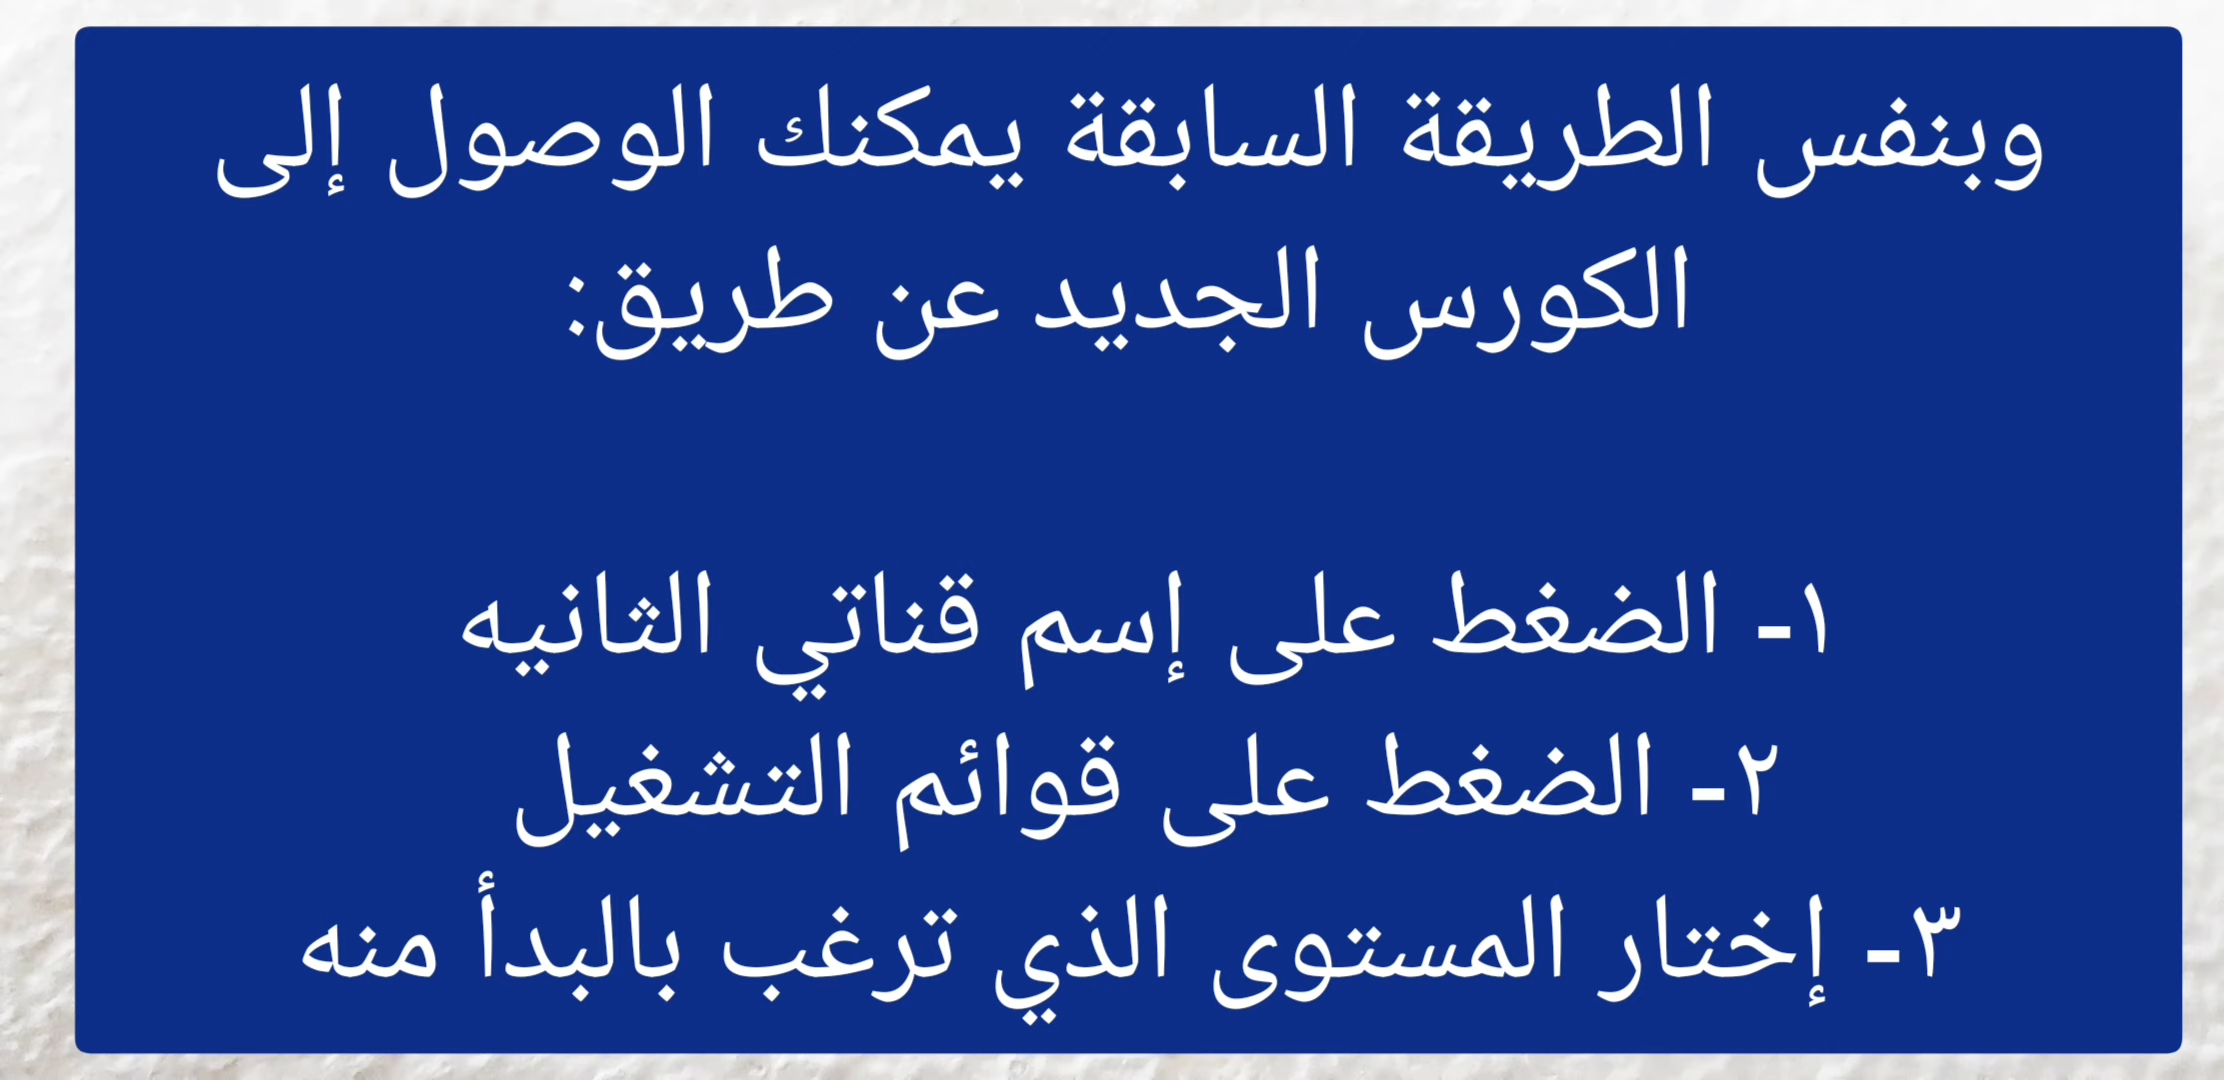 وبنفس الطريقة السابقة يمكنك الوصول إلى
الكورس الجديد عن طريق:
١- الضغط على إسم قناتي الثانيه
٢- الضغط على قوائم التشغيل
٣- إختار المستوى الذي ترغب بالبدأ منه